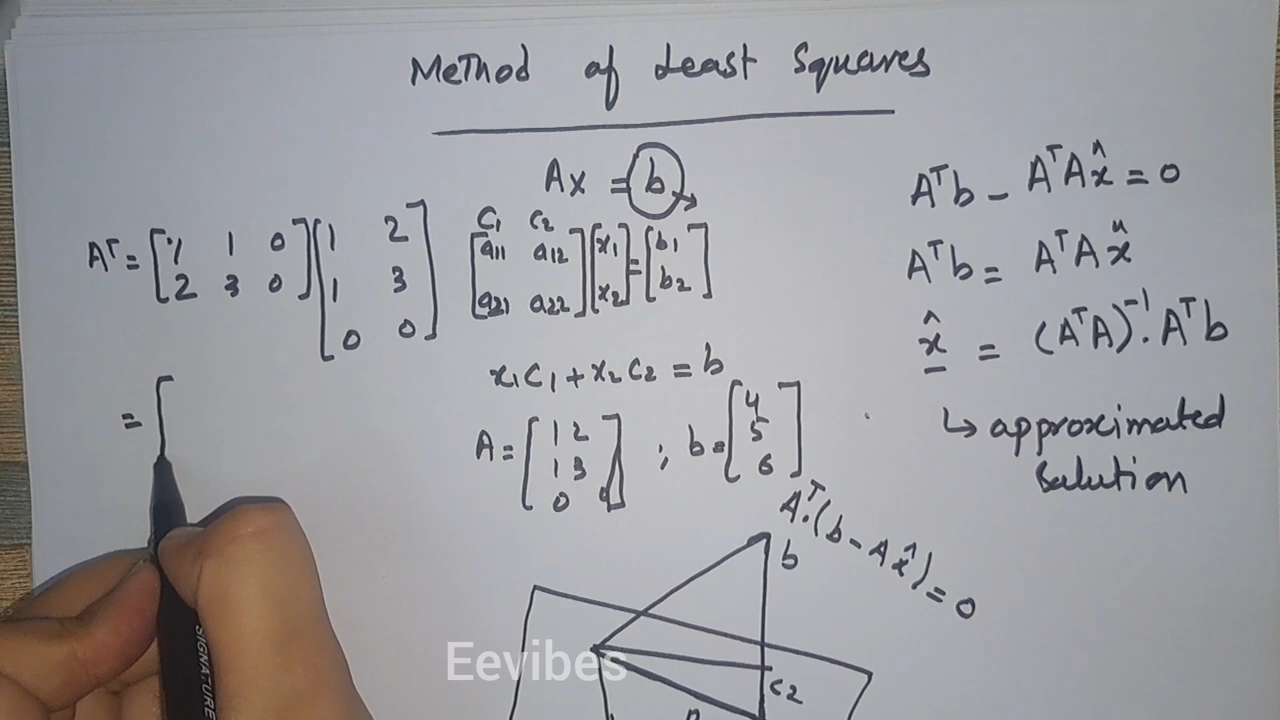 Method of Least Squares
Ax = b
Aᵀ = [1 1 0; 2 3 0] [1 2; 1 3; 0 0]
C₁ C₂
[a₁₁ a₁₂; a₂₁ a₂₂] [x₁; x₂] = [b₁; b₂]
x₁C₁ + x₂C₂ = b
=[
A = [1 2; 1 3; 0 0] ; b = [4; 5; 6]
Aᵀb - AᵀAx̂ = 0
Aᵀb = AᵀAx̂
x̂ = (AᵀA)⁻¹. Aᵀb
↳ approximated
Solution
Aᵀ.(b - Ax̂) = 0
b
C₂
Eevibes
SIGNATURE